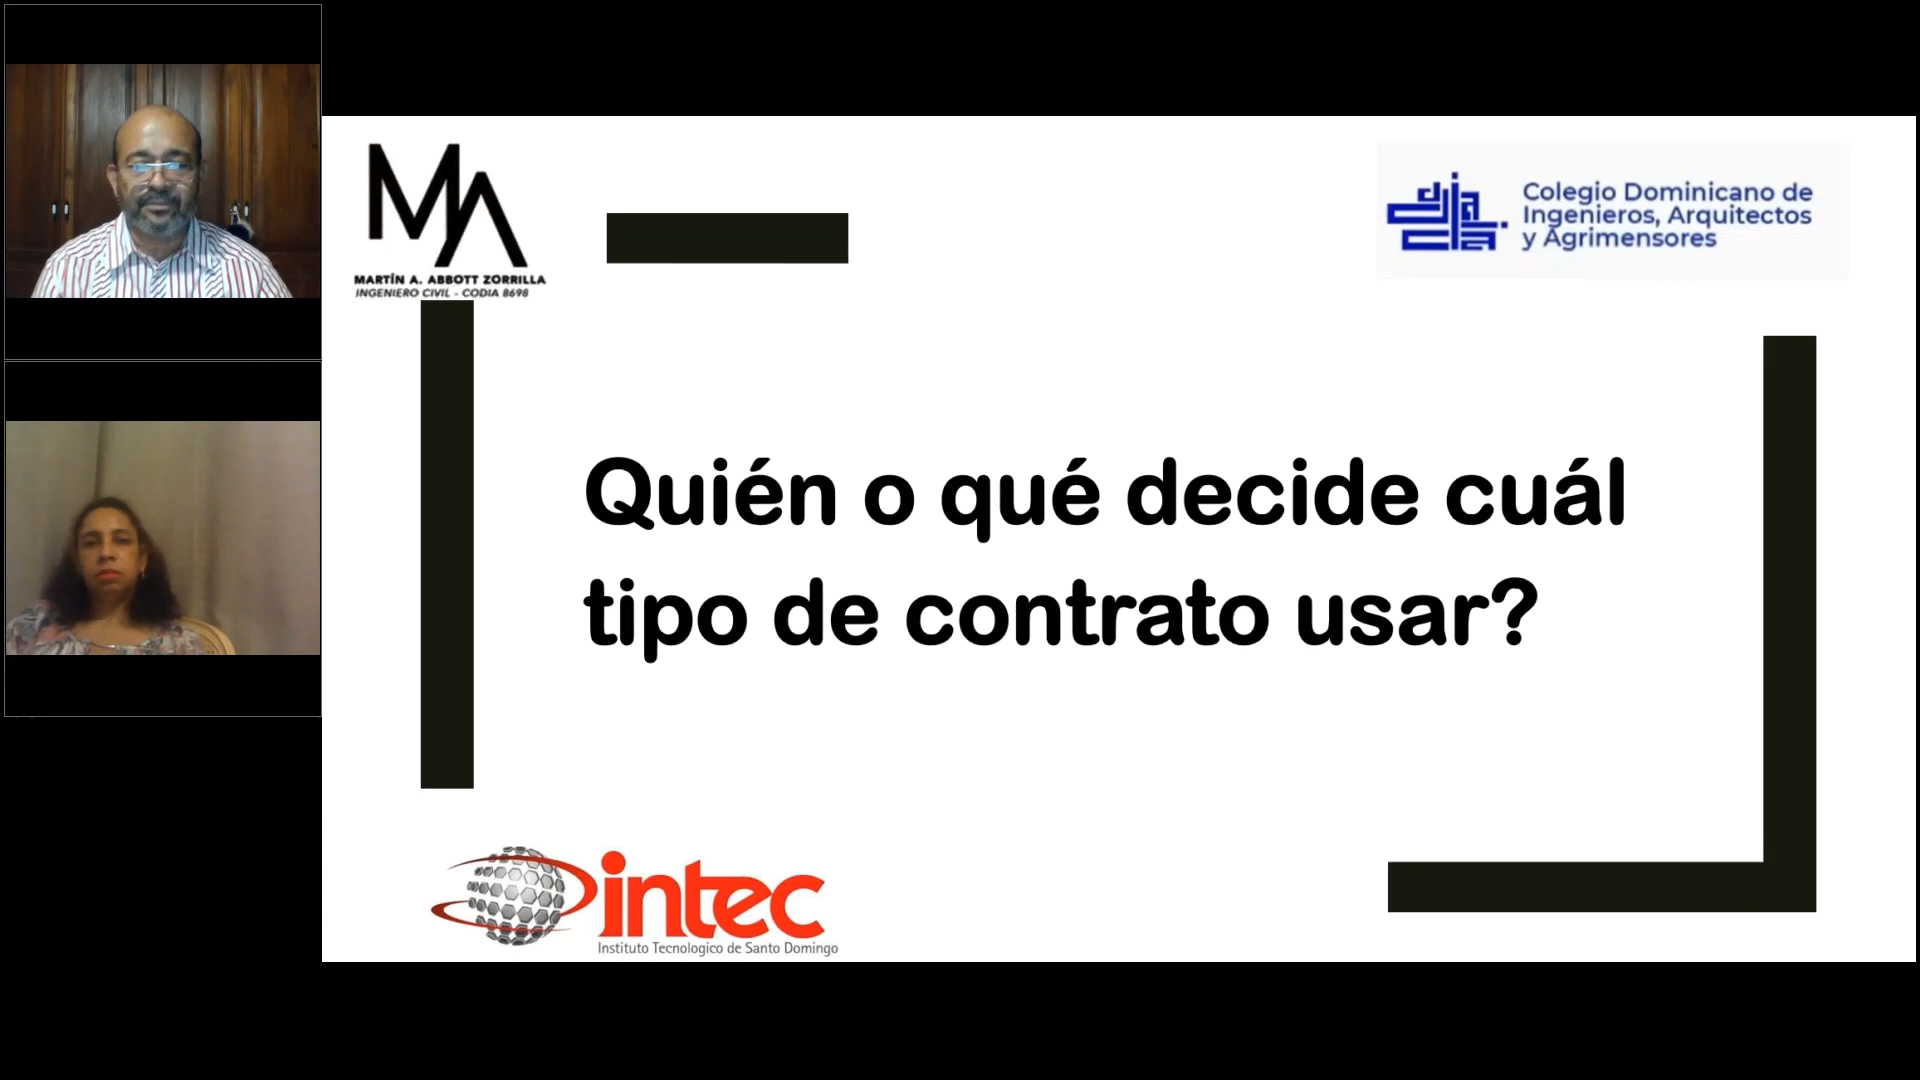 MARTÍN A. ABBOTT ZORRILLA
INGENIERO CIVIL - CODIA 8698
Colegio Dominicano de
Ingenieros, Arquitectos
y Agrimensores
Quién o qué decide cuál
tipo de contrato usar?
intec
Instituto Tecnologico de Santo Domingo